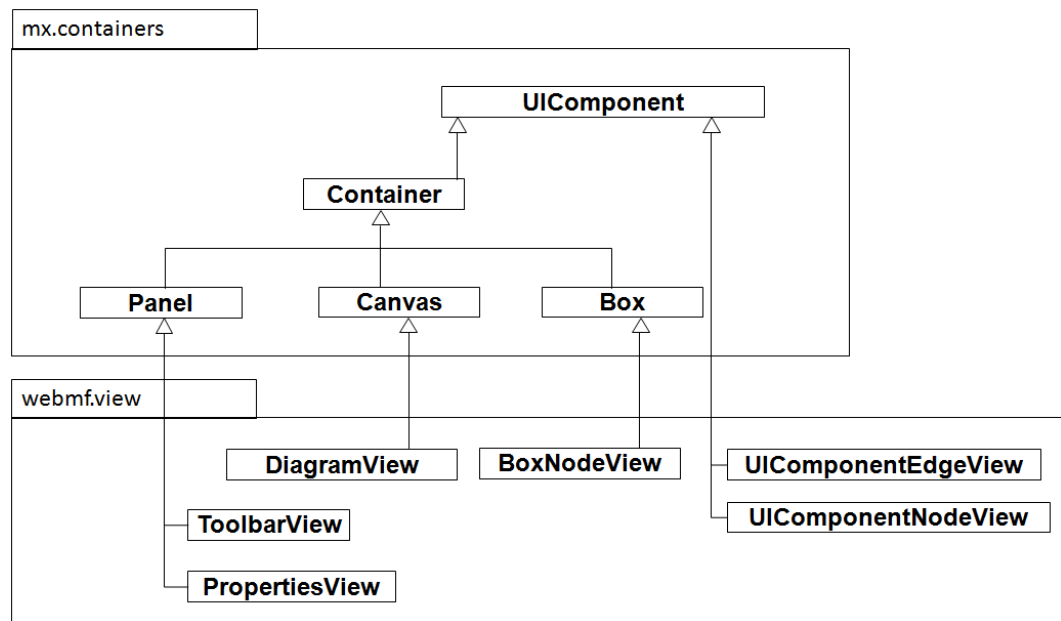 mx.containers
UIComponent
Container
Panel
Canvas
Box
webmf.view
DiagramView
BoxNodeView
UIComponentEdgeView
ToolbarView
UIComponentNodeView
PropertiesView